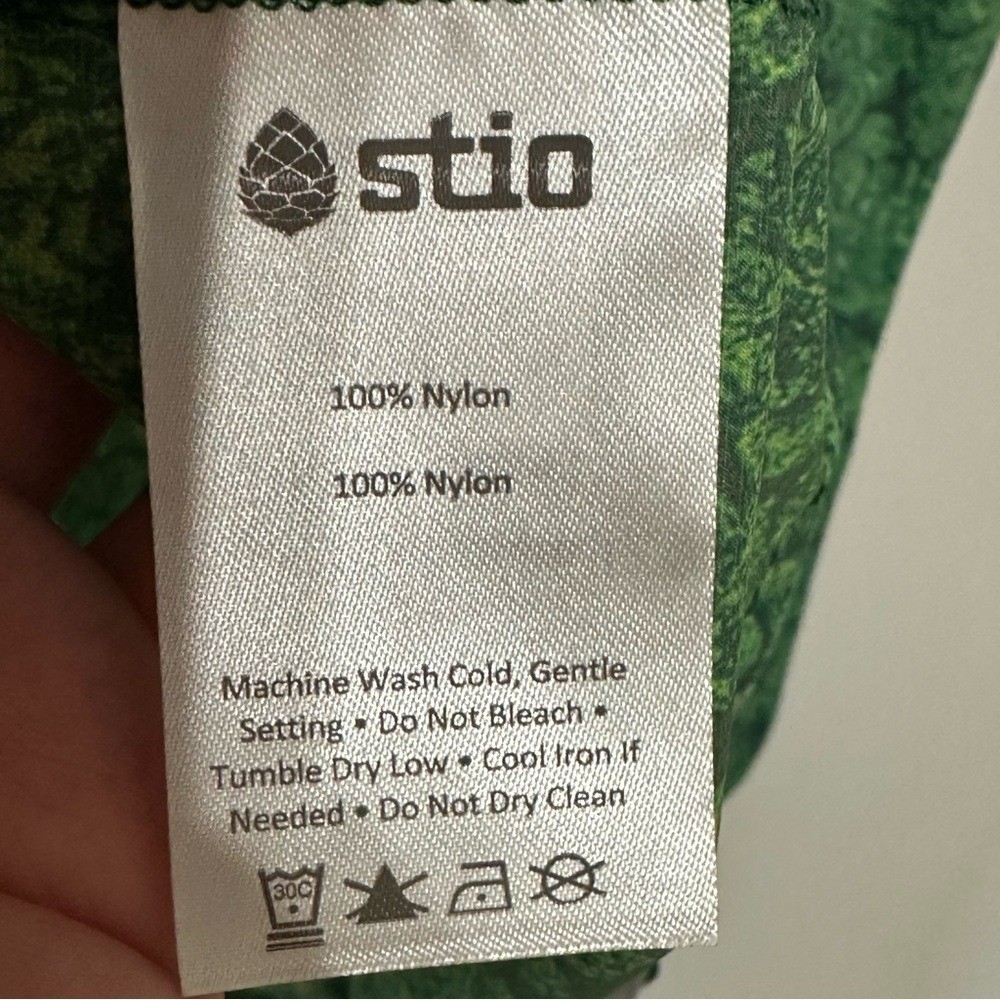 stio
100% Nylon
100% Nylon
Machine Wash Cold, Gentle
Setting • Do Not Bleach •
Tumble Dry Low • Cool Iron If
Needed • Do Not Dry Clean
30C